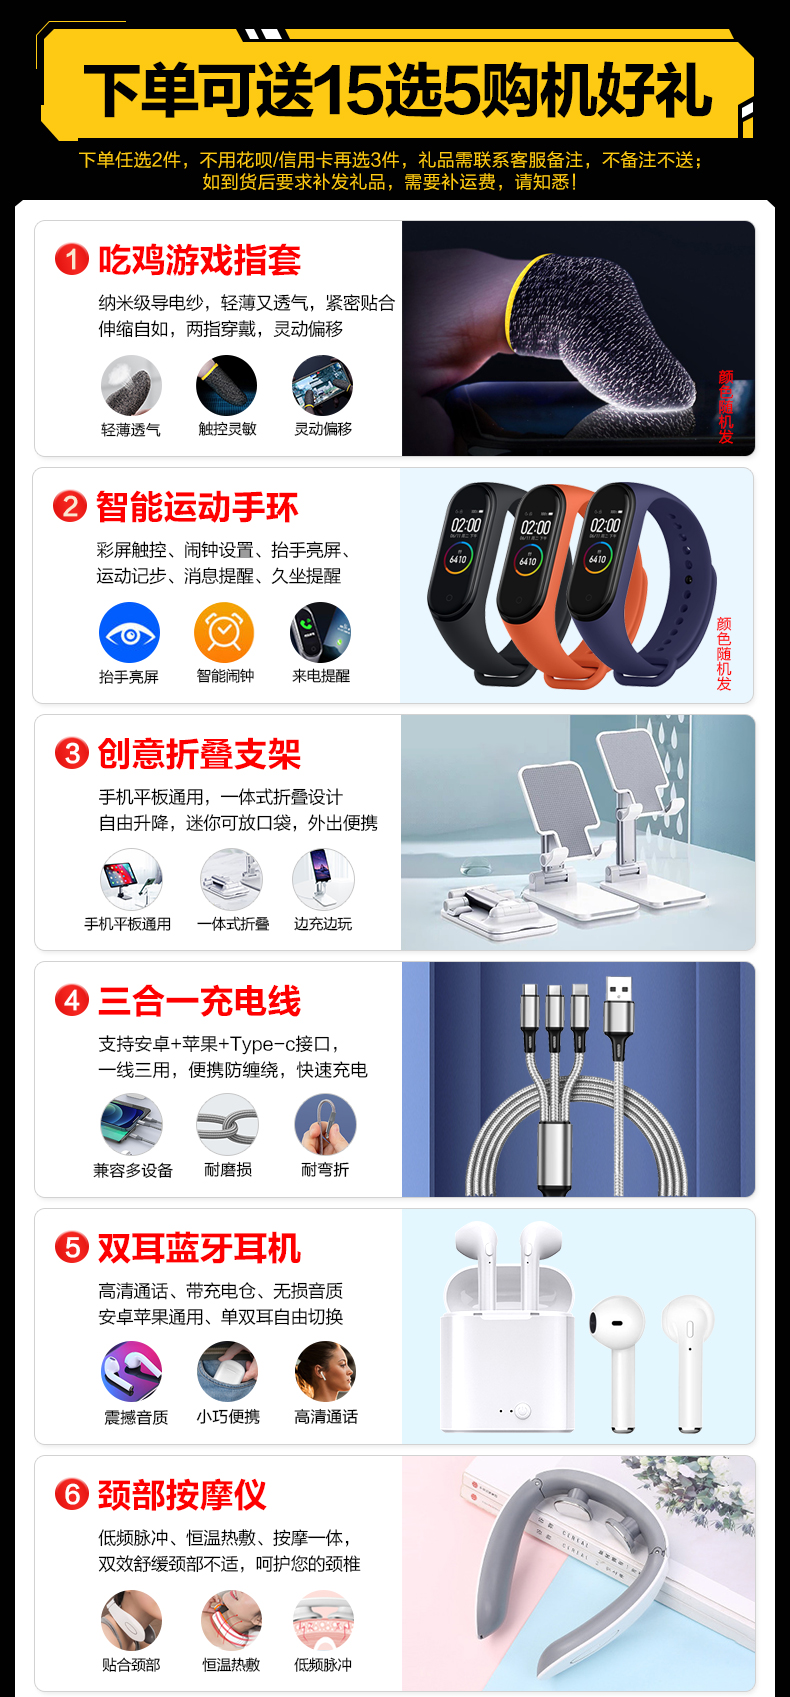 下单可送15选5购机好礼
下单任选2件，不用花呗/信用卡再选3件，礼品需联系客服备注，不备注不送；
如到货后要求补发礼品，需要补运费，请知悉！
1 吃鸡游戏指套
纳米级导电纱，轻薄又透气，紧密贴合
伸缩自如，两指穿戴，灵动偏移
轻薄透气 触控灵敏 灵动偏移
颜色随机发
2 智能运动手环
彩屏触控、闹钟设置、抬手亮屏、
运动记步、消息提醒、久坐提醒
抬手亮屏 智能闹钟 来电提醒
02:00 02:00 02:00
6410 6410 6410
颜色随机发
3 创意折叠支架
手机平板通用，一体式折叠设计
自由升降，迷你可放口袋，外出便携
手机平板通用 一体式折叠 边充边玩
4 三合一充电线
支持安卓+苹果+Type-c接口，
一线三用，便携防缠绕，快速充电
兼容多设备 耐磨损 耐弯折
5 双耳蓝牙耳机
高清通话、带充电仓、无损音质
安卓苹果通用、单双耳自由切换
震撼音质 小巧便携 高清通话
6 颈部按摩仪
低频脉冲、恒温热敷、按摩一体，
双效舒缓颈部不适，呵护您的颈椎
贴合颈部 恒温热敷 低频脉冲